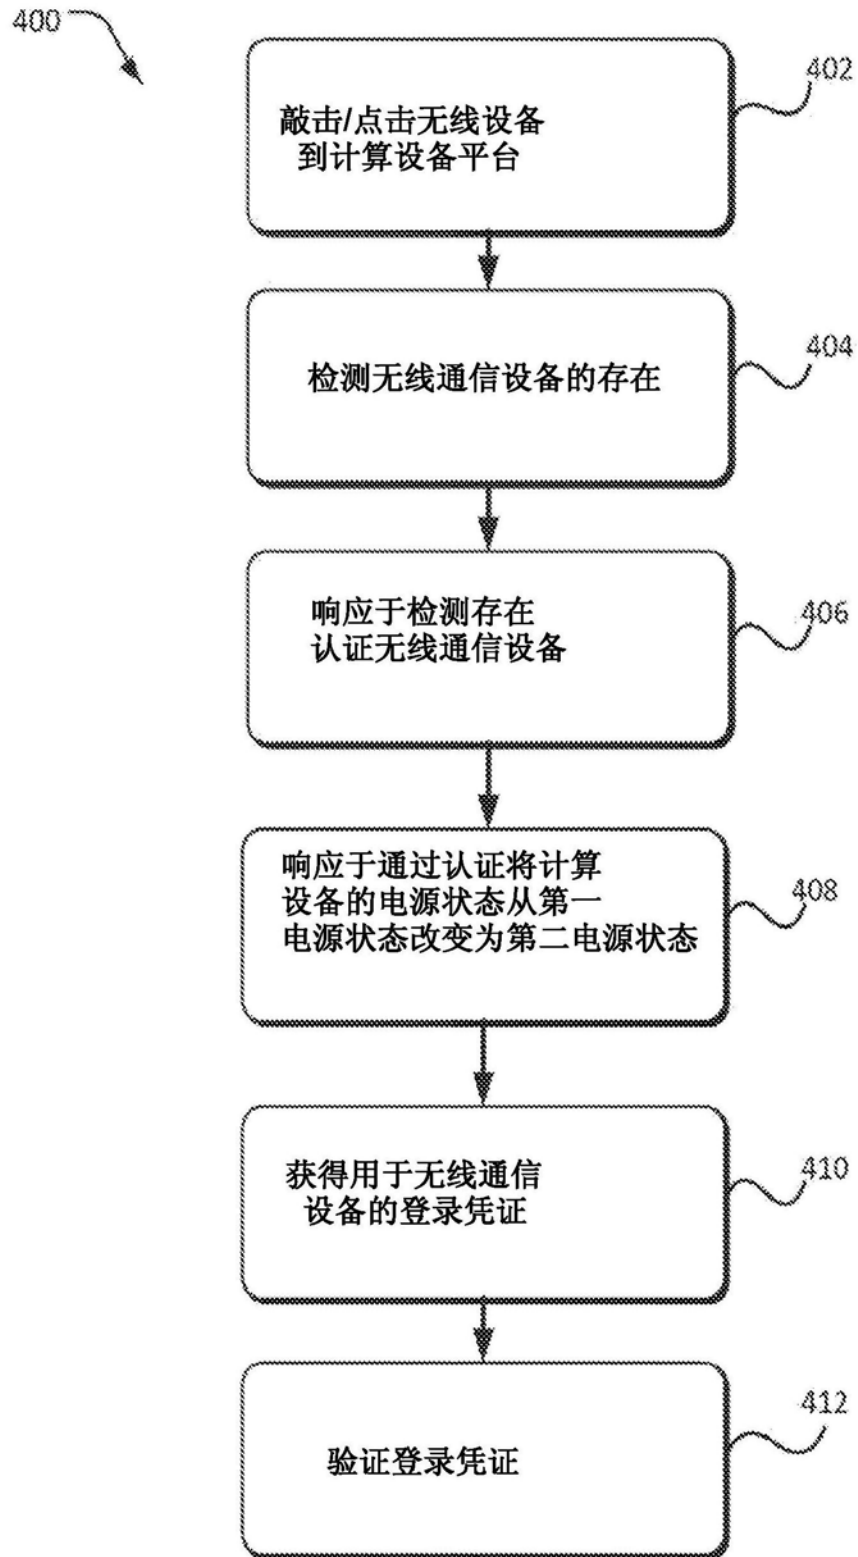 400
402
敲击/点击无线设备
到计算设备平台
404
检测无线通信设备的存在
406
响应于检测存在
认证无线通信设备
408
响应于通过认证将计算
设备的电源状态从第一
电源状态改变为第二电源状态
410
获得用于无线通信
设备的登录凭证
412
验证登录凭证